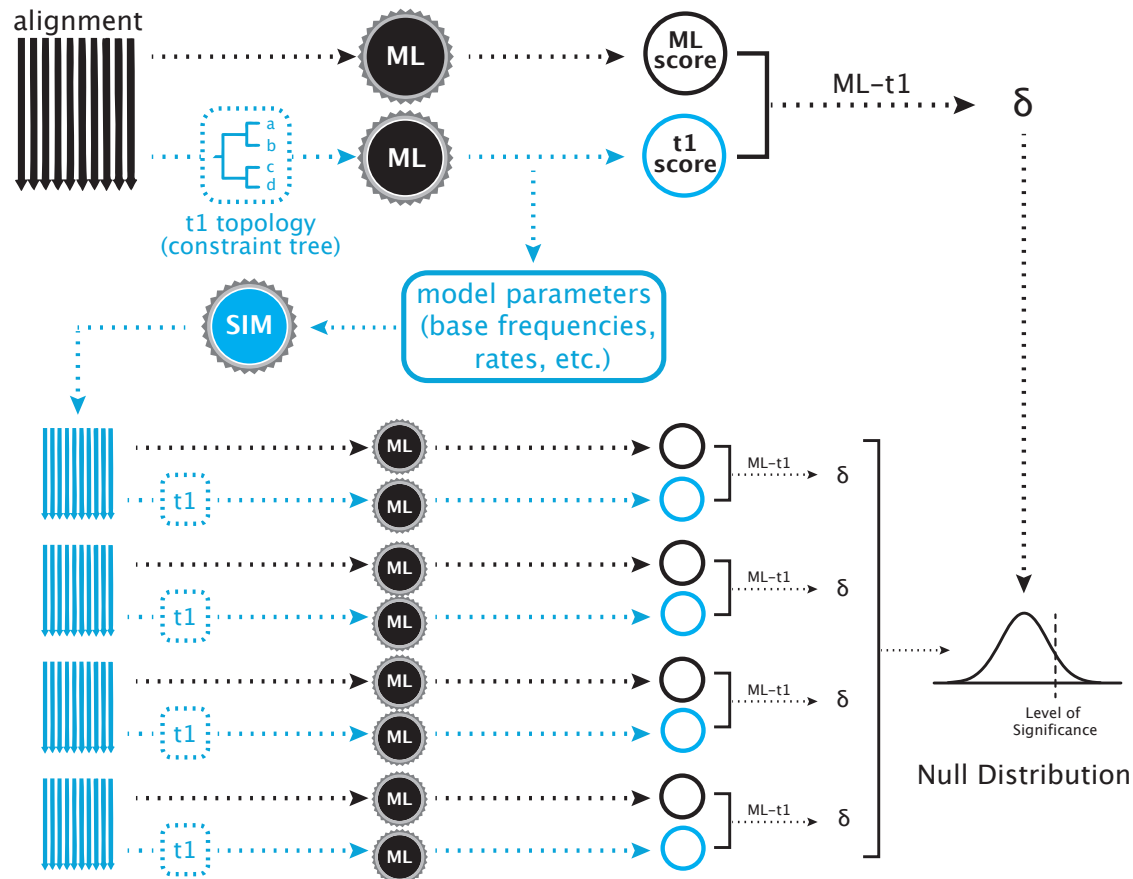 alignment
ML
ML
score
ML-t1
δ
a
b
c
d
ML
t1
score
t1 topology
(constraint tree)
SIM
model parameters
(base frequencies,
rates, etc.)
ML
ML-t1
δ
t1
ML
ML
ML-t1
δ
t1
ML
ML
ML-t1
δ
t1
ML
Level of
Significance
Null Distribution
ML
ML-t1
δ
t1
ML